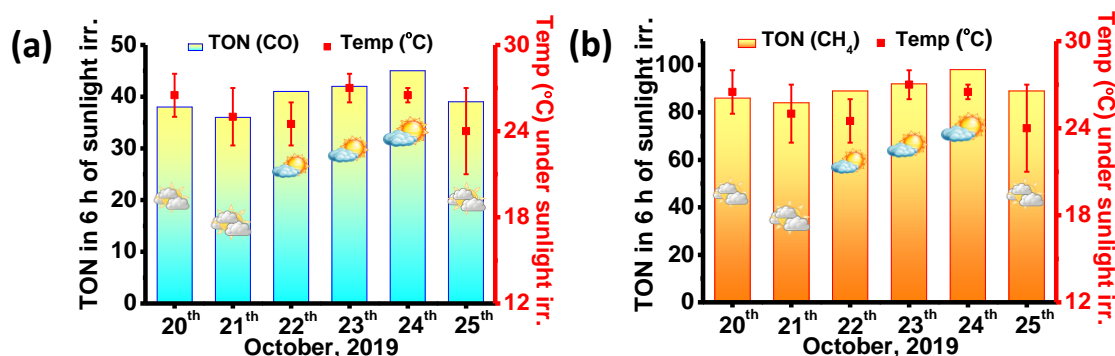 (a)
TON (CO)
Temp (°C)
TON in 6 h of sunlight irr.
50
40
30
20
10
0
Temp (°C) under sunlight irr.
30
24
18
12
20th 21st 22th 23th 24th 25th
October, 2019
(b)
TON (CH4)
Temp (°C)
TON in 6 h of sunlight irr.
100
80
60
40
20
0
Temp (°C) under sunlight irr.
30
24
18
12
20th 21th 22th 23th 24th 25th
October, 2019